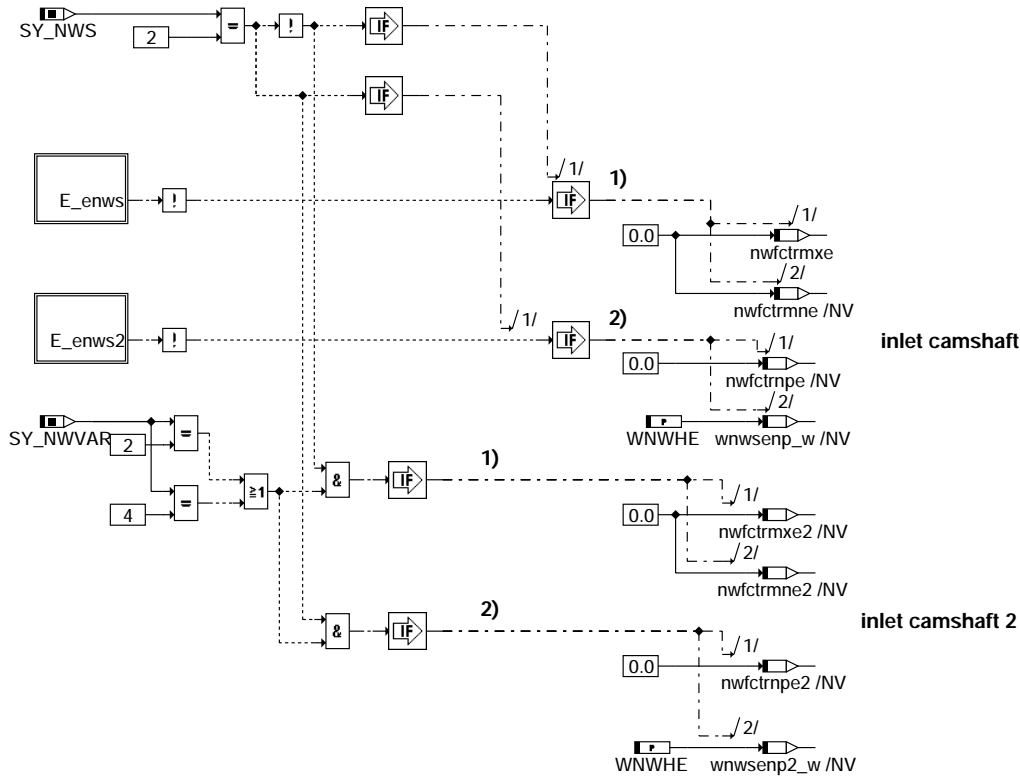 SY_NWS
2
=
!
IF
IF
E_enws
!
/1/
IF
1)
/1/
0.0
nwfctrmxe
/2/
nwfctrmne /NV
E_enws2
!
/1/
IF
2)
/1/
inlet camshaft
0.0
nwfctrnpe /NV
/2/
WNWHE
P
wnwsenp_w /NV
SY_NWVAR
2
=
4
=
≥1
&
IF
1)
/1/
0.0
nwfctrmxe2 /NV
/2/
nwfctrmne2 /NV
&
IF
2)
inlet camshaft 2
/1/
0.0
nwfctrnpe2 /NV
/2/
P
WNWHE
wnwsenp2_w /NV